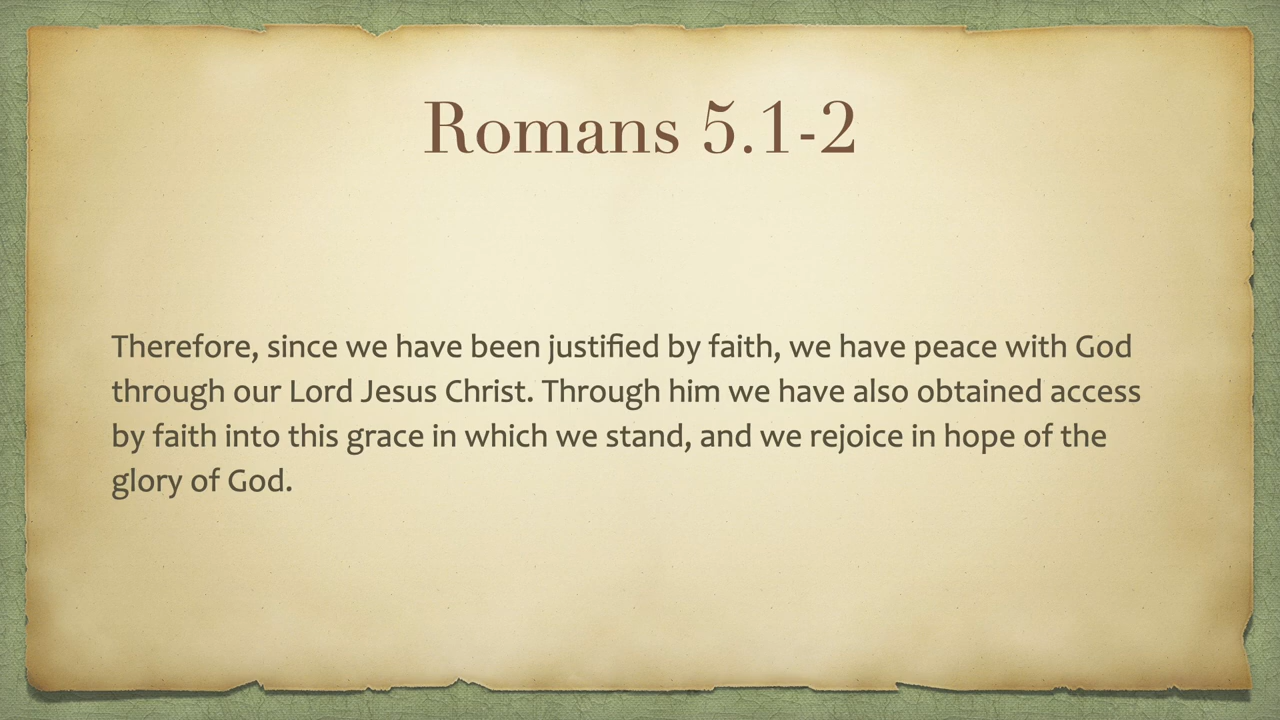 Romans 5.1-2
Therefore, since we have been justified by faith, we have peace with God
through our Lord Jesus Christ. Through him we have also obtained access
by faith into this grace in which we stand, and we rejoice in hope of the
glory of God.